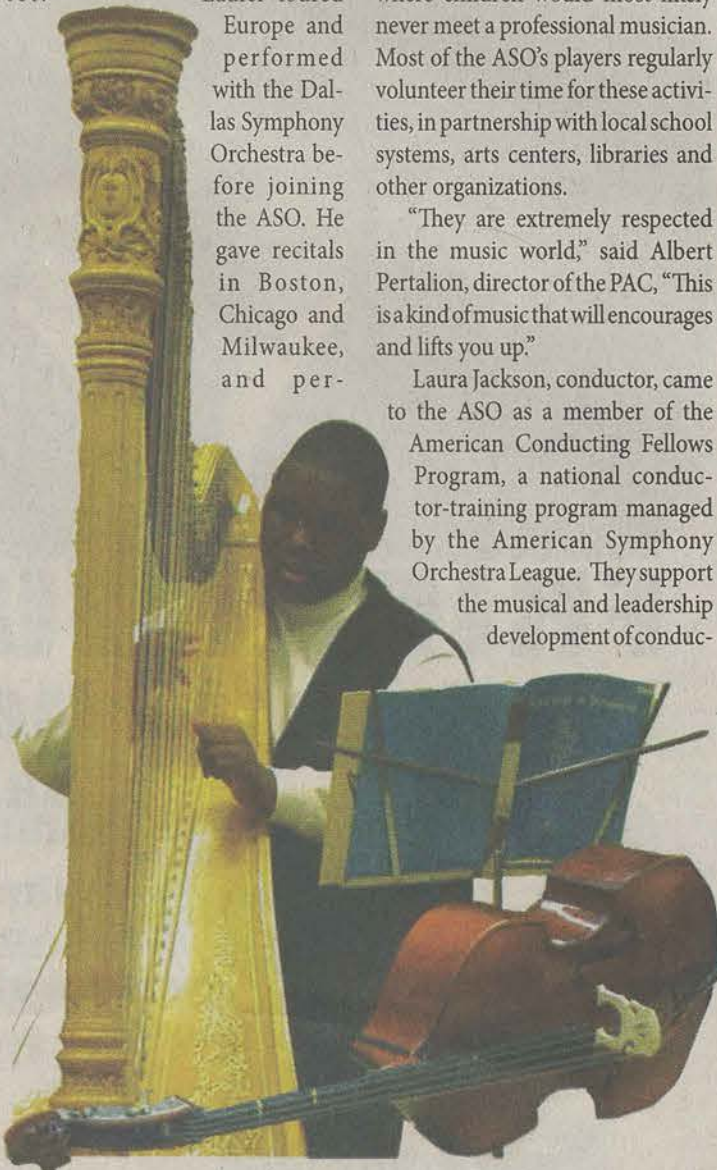 Europe and
performed
with the Dal-
las Symphony
Orchestra be-
fore joining
the ASO. He
gave recitals
in Boston,
Chicago and
Milwaukee,
and per-
never meet a professional musician.
Most of the ASO's players regularly
volunteer their time for these activi-
ties, in partnership with local school
systems, arts centers, libraries and
other organizations.
"They are extremely respected
in the music world," said Albert
Pertalion, director of the PAC, "This
is a kind of music that will encourages
and lifts you up."
Laura Jackson, conductor, came
to the ASO as a member of the
American Conducting Fellows
Program, a national conduc-
tor-training program managed
by the American Symphony
Orchestra League. They support
the musical and leadership
development of conduc-